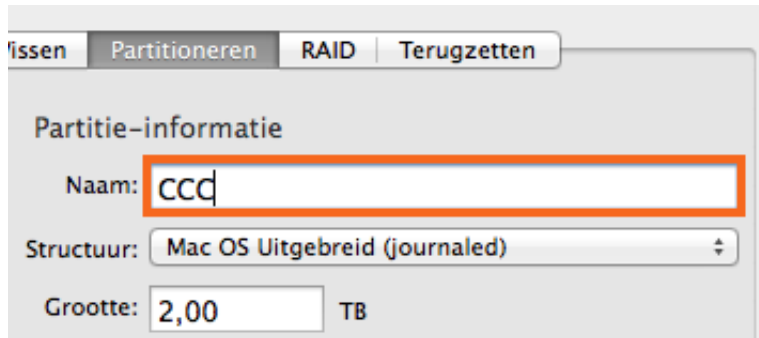 Wissen Partitioneren RAID Terugzetten
Partitie-informatie
Naam: CCC
Structuur: Mac OS Uitgebreid (journaled)
Grootte: 2,00 TB